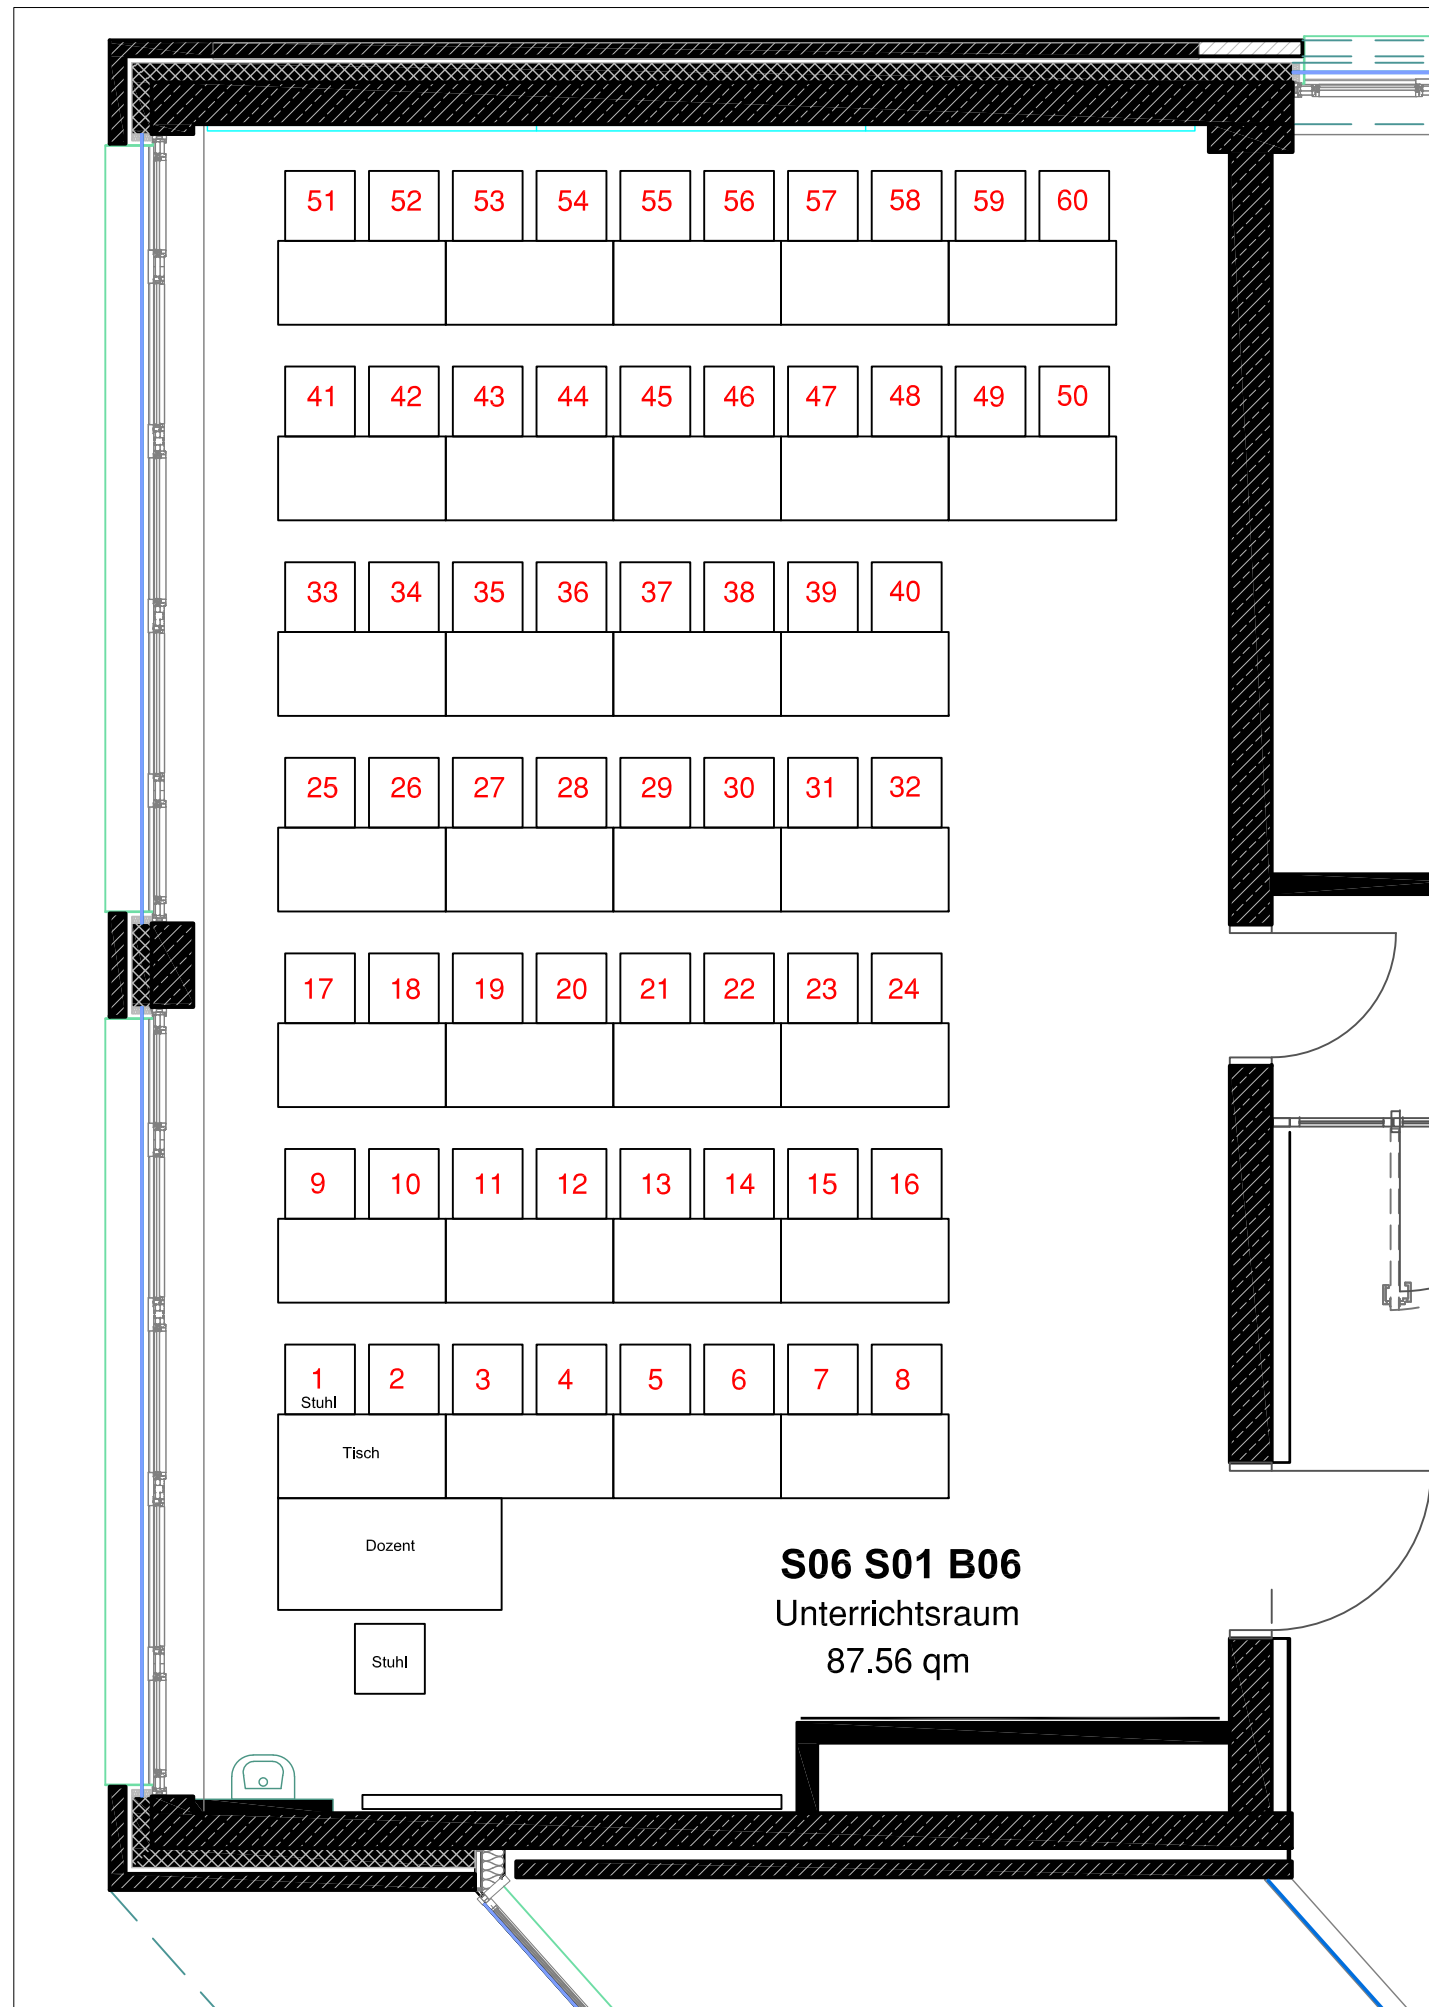 51 52 53 54 55 56 57 58 59 60
41 42 43 44 45 46 47 48 49 50
33 34 35 36 37 38 39 40
25 26 27 28 29 30 31 32
17 18 19 20 21 22 23 24
9 10 11 12 13 14 15 16
1 2 3 4 5 6 7 8
Stuhl
Tisch
Dozent
Stuhl
S06 S01 B06
Unterrichtsraum
87.56 qm